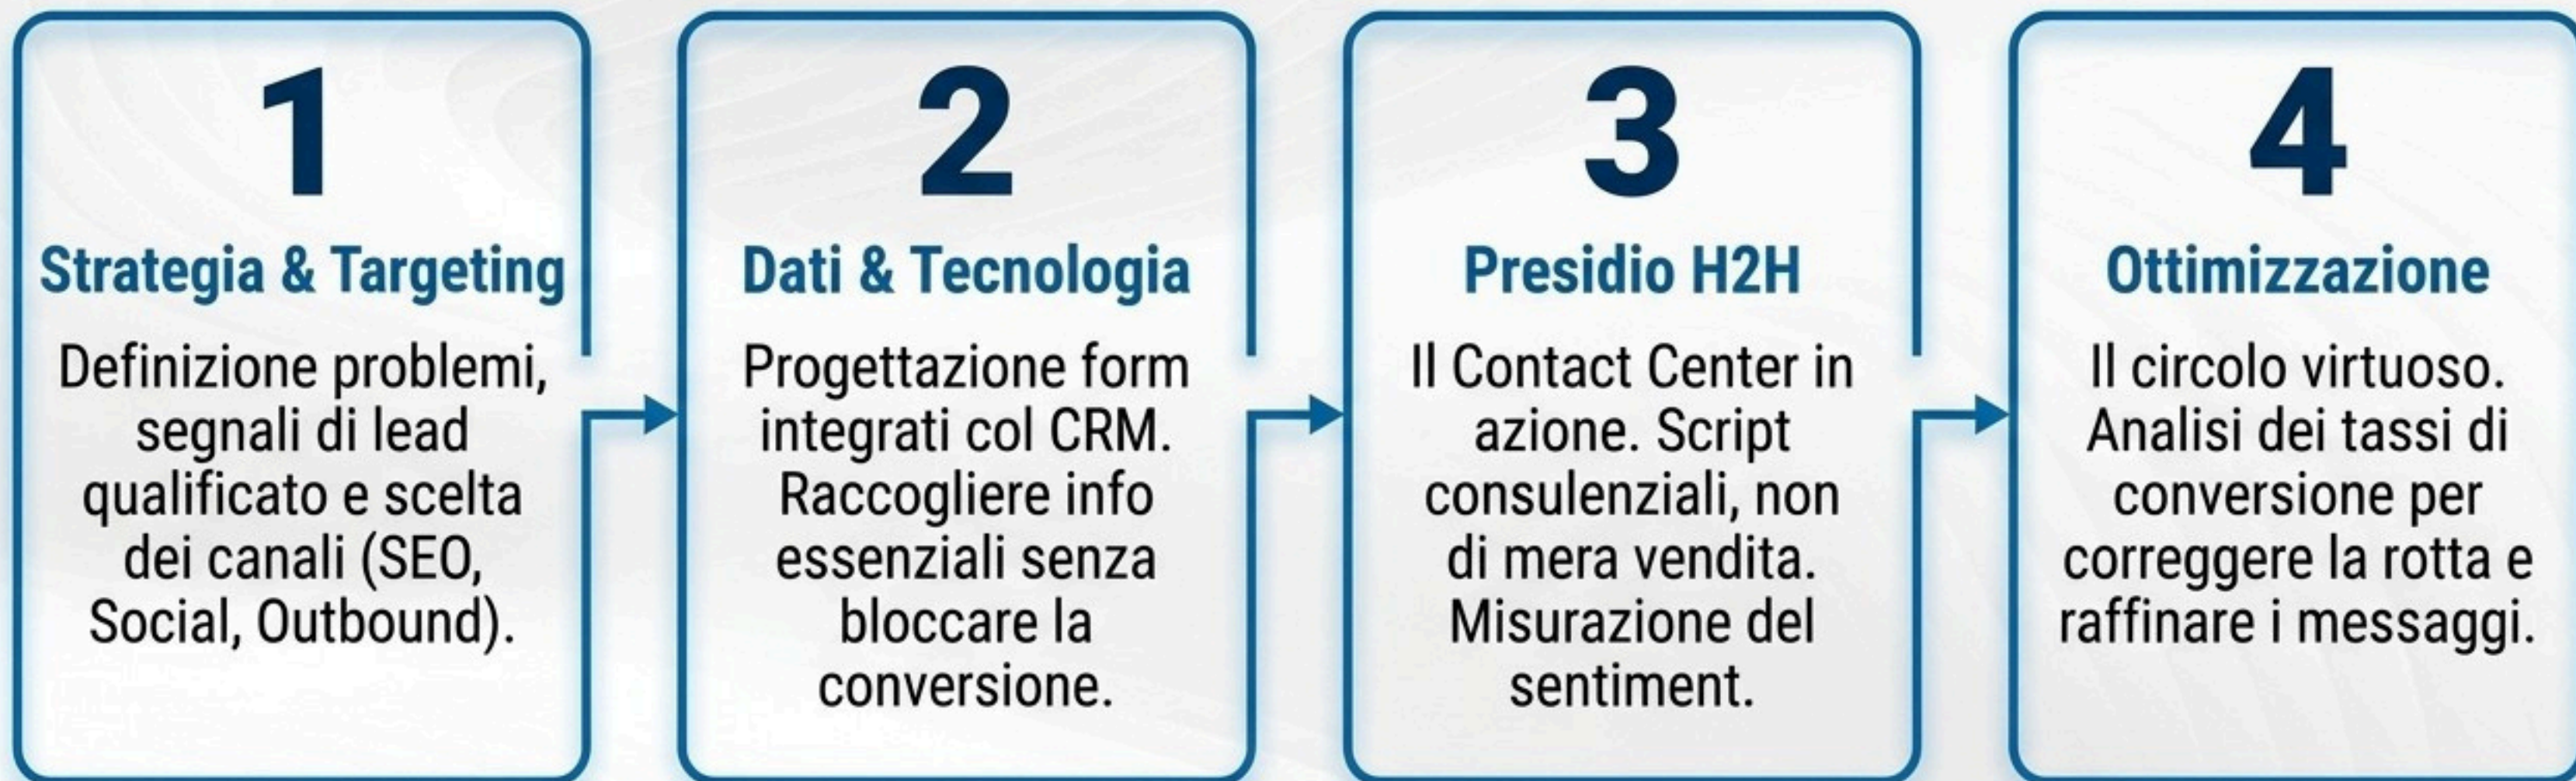 1
Strategia & Targeting
Definizione problemi,
segnali di lead
qualificato e scelta
dei canali (SEO,
Social, Outbound).
2
Dati & Tecnologia
Progettazione form
integrati col CRM.
Raccogliere info
essenziali senza
bloccare la
conversione.
3
Presidio H2H
Il Contact Center in
azione. Script
consulenziali, non
di mera vendita.
Misurazione del
sentiment.
4
Ottimizzazione
Il circolo virtuoso.
Analisi dei tassi di
conversione per
correggere la rotta e
raffinare i messaggi.